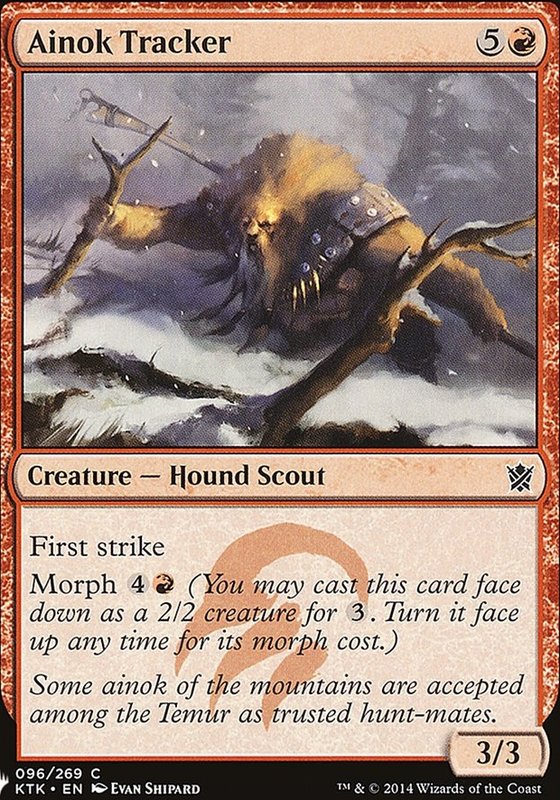 Ainok Tracker 5
Creature — Hound Scout
First strike
Morph 4 (You may cast this card face
down as a 2/2 creature for 3. Turn it face
up any time for its morph cost.)
Some ainok of the mountains are accepted
among the Temur as trusted hunt-mates.
3/3
096/269 C
KTK • EN Evan Shipard ™ & © 2014 Wizards of the Coast